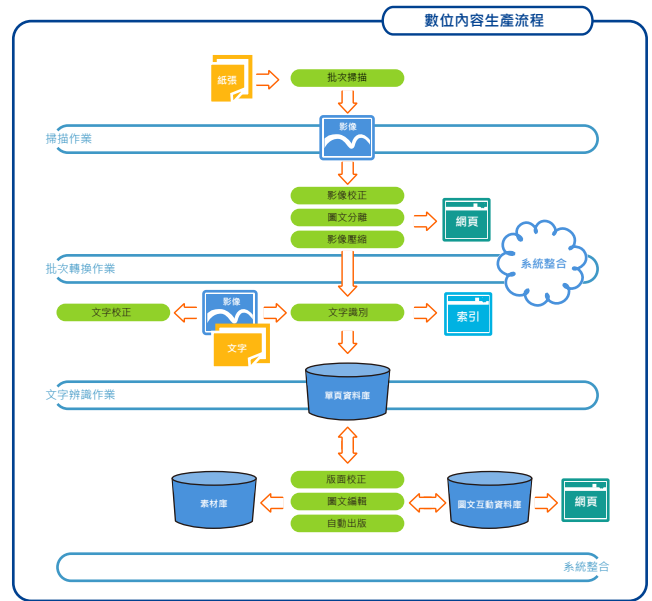 數位內容生產流程
紙張
批次掃描
影像
掃描作業
影像校正
圖文分離
網頁
影像壓縮
系統整合
批次轉換作業
影像
文字校正
文字識別
索引
文字
文字辨識作業
單頁資料庫
版面校正
素材庫
圖文編輯
圖文互動資料庫
網頁
自動出版
系統整合